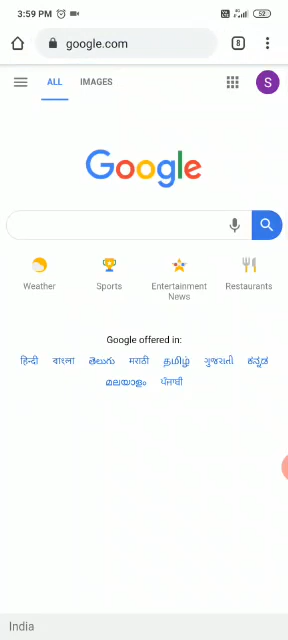 3:59 PM 52
google.com 8
ALL IMAGES S
Google
Weather Sports Entertainment News Restaurants
Google offered in:
हिन्दी বাংলা తెలుగు मराठी தமிழ் ગુજરાતી ಕನ್ನಡ
മലയാളം ਪੰਜਾਬੀ
India